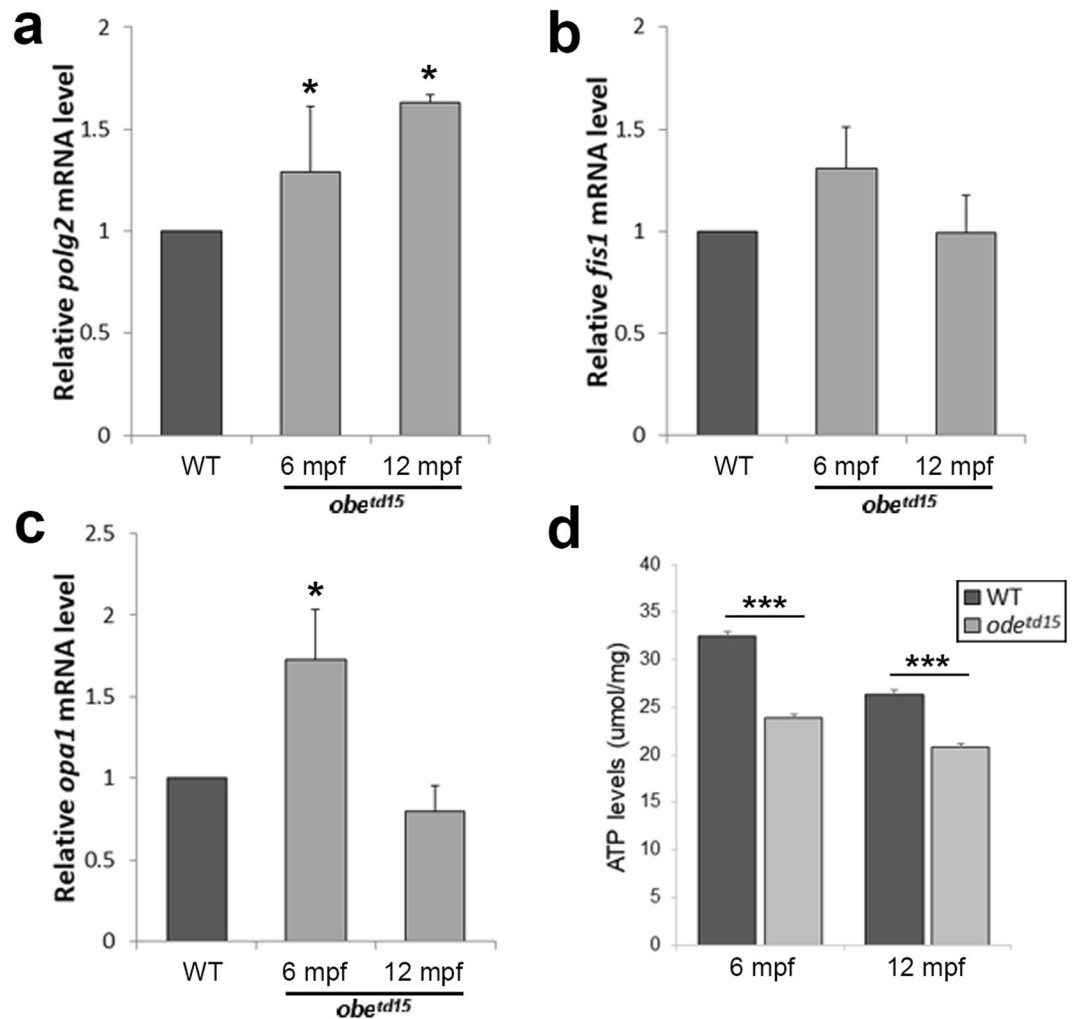 a
Relative polg2 mRNA level
2
1.5
1
0.5
0
*
*
WT
6 mpf
12 mpf
obetd15
b
Relative fis1 mRNA level
2
1.5
1
0.5
0
WT
6 mpf
12 mpf
obetd15
c
Relative opa1 mRNA level
2.5
2
1.5
1
0.5
0
*
WT
6 mpf
12 mpf
obetd15
d
ATP levels (umol/mg)
40
35
30
25
20
15
10
5
0
***
***
WT
odetd15
6 mpf
12 mpf